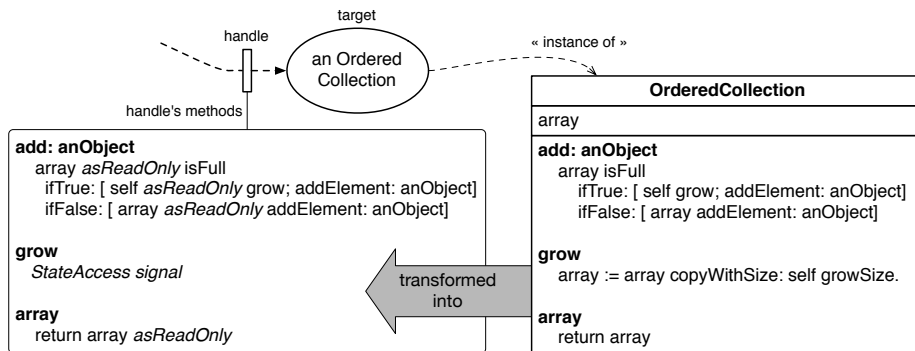 target
handle
an Ordered
Collection
« instance of »
handle's methods
add: anObject
array asReadOnly isFull
ifTrue: [ self asReadOnly grow; addElement: anObject]
ifFalse: [ array asReadOnly addElement: anObject]
grow
StateAccess signal
array
return array asReadOnly
transformed
into
OrderedCollection
array
add: anObject
array isFull
ifTrue: [ self grow; addElement: anObject]
ifFalse: [ array addElement: anObject]
grow
array := array copyWithSize: self growSize.
array
return array